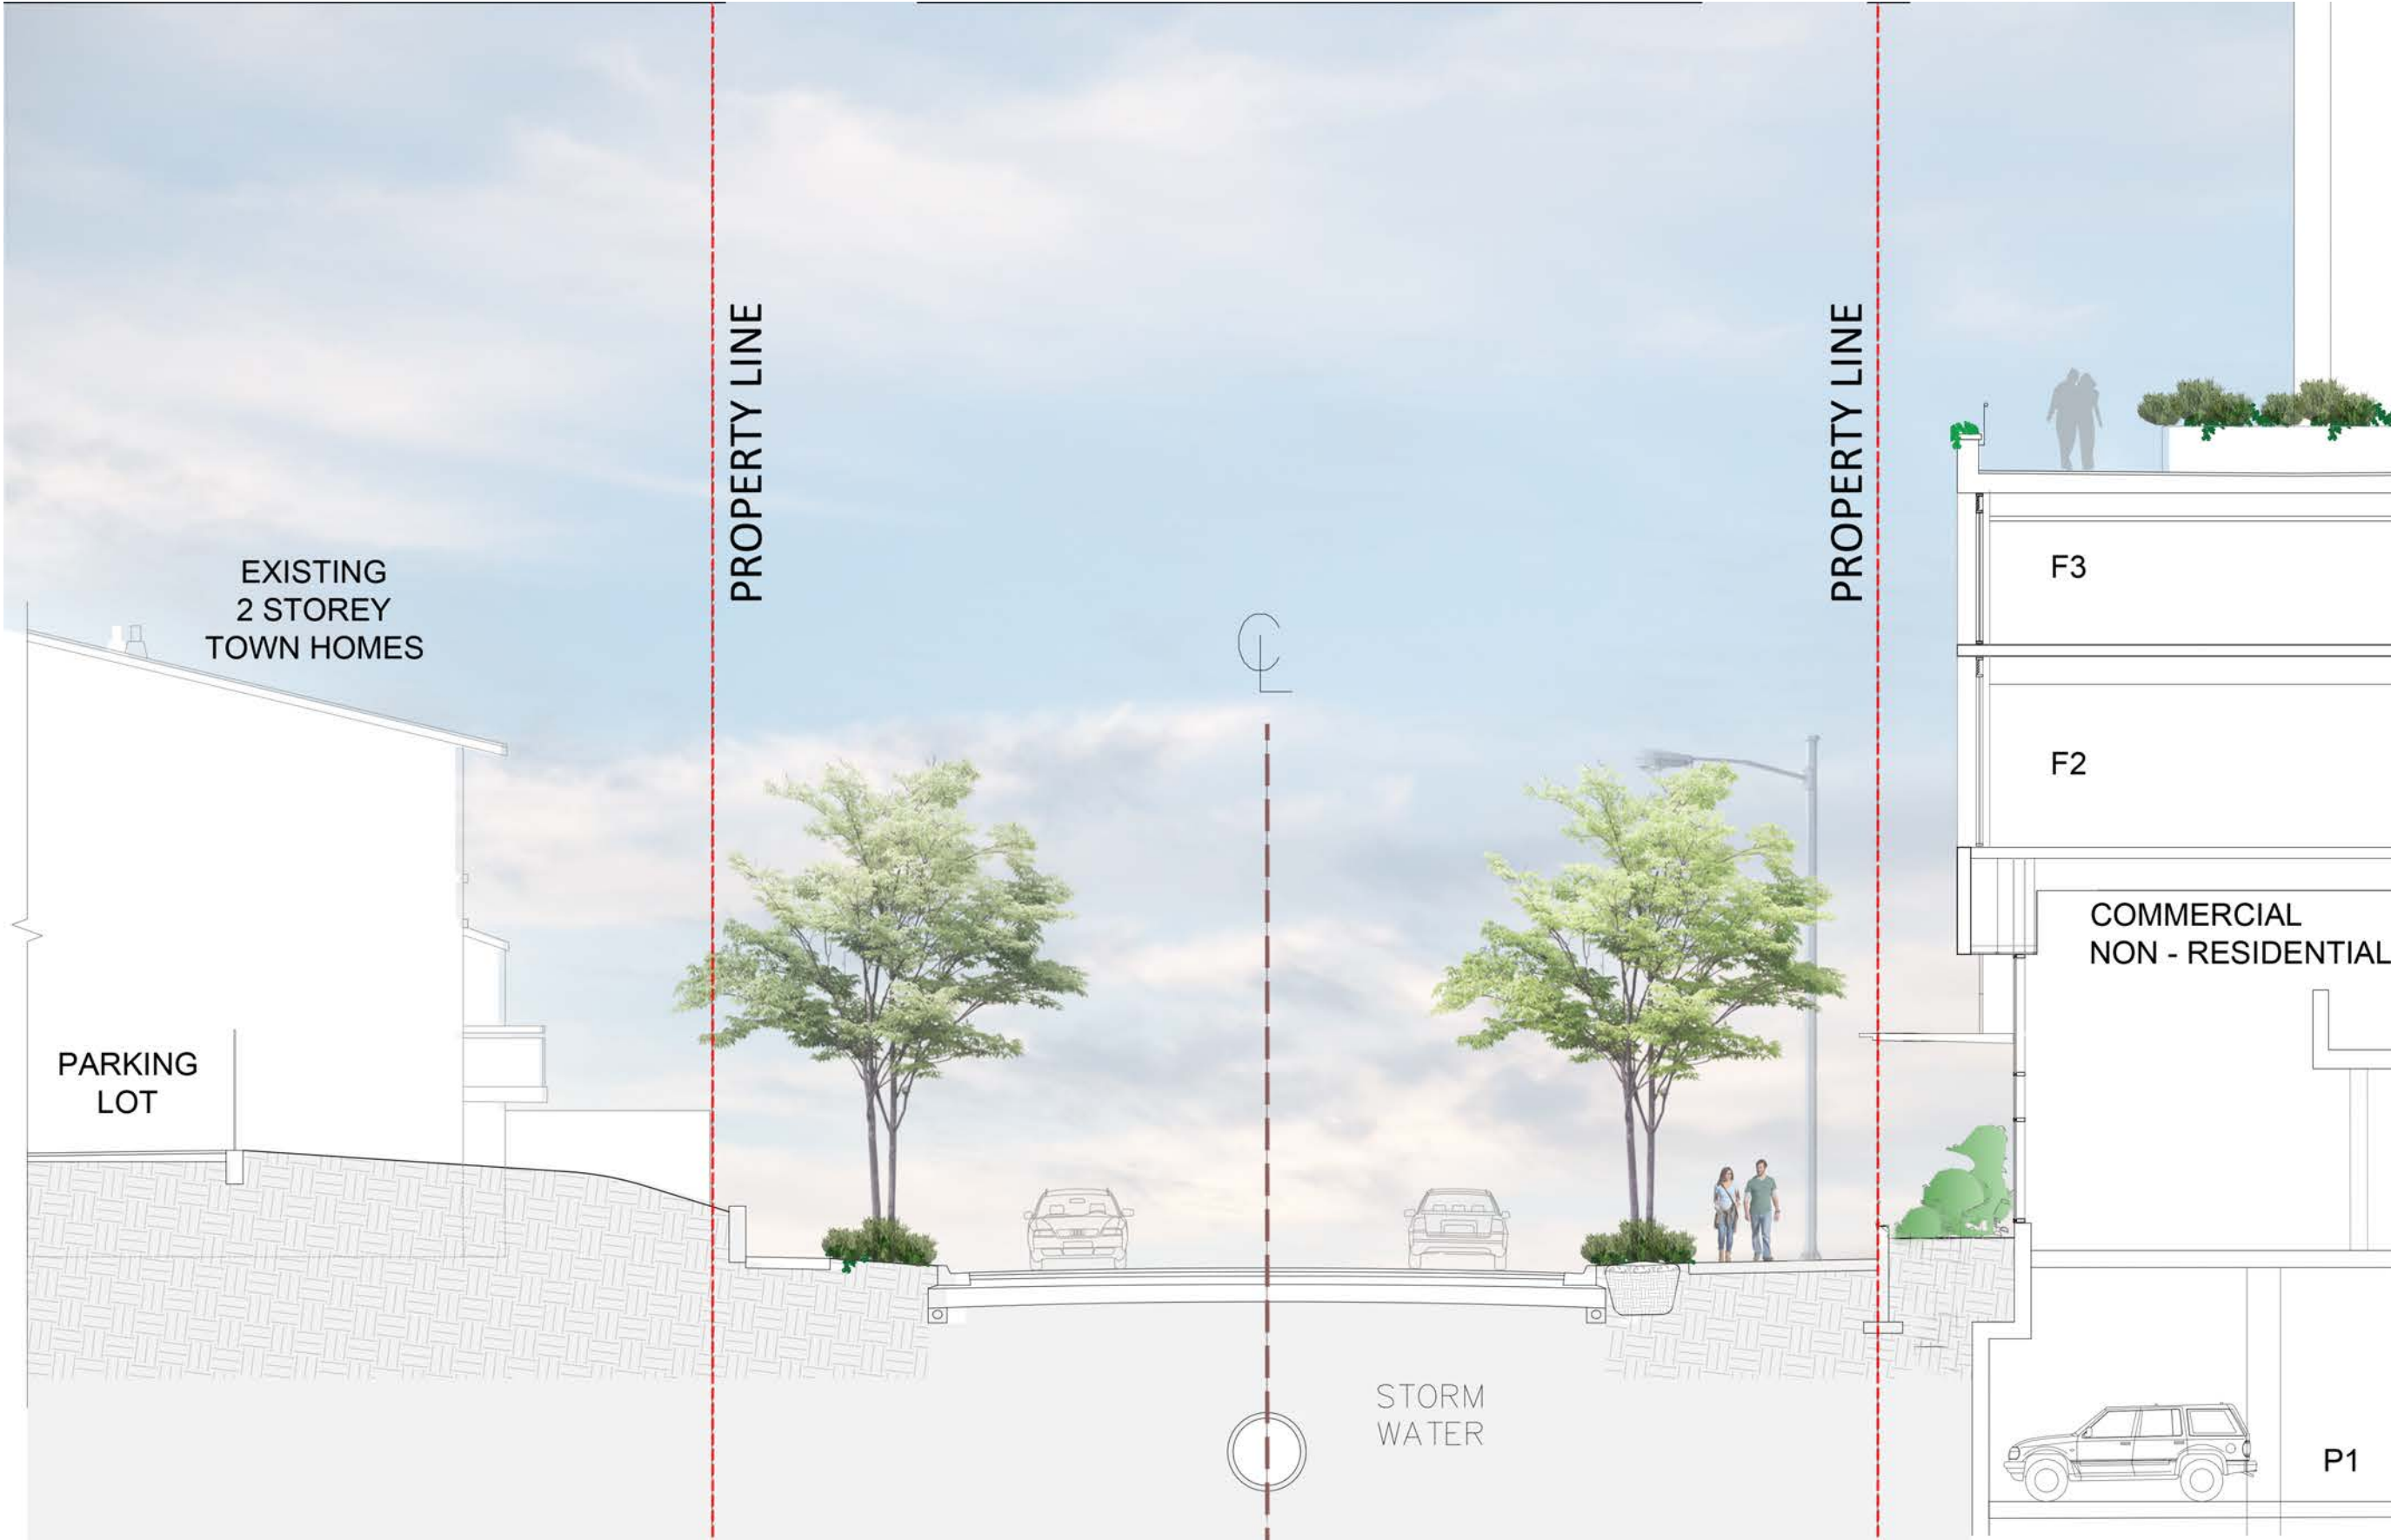 PROPERTY LINE
PROPERTY LINE
EXISTING
2 STOREY
TOWN HOMES
F3
CL
F2
COMMERCIAL
NON - RESIDENTIAL
PARKING
LOT
STORM
WATER
P1